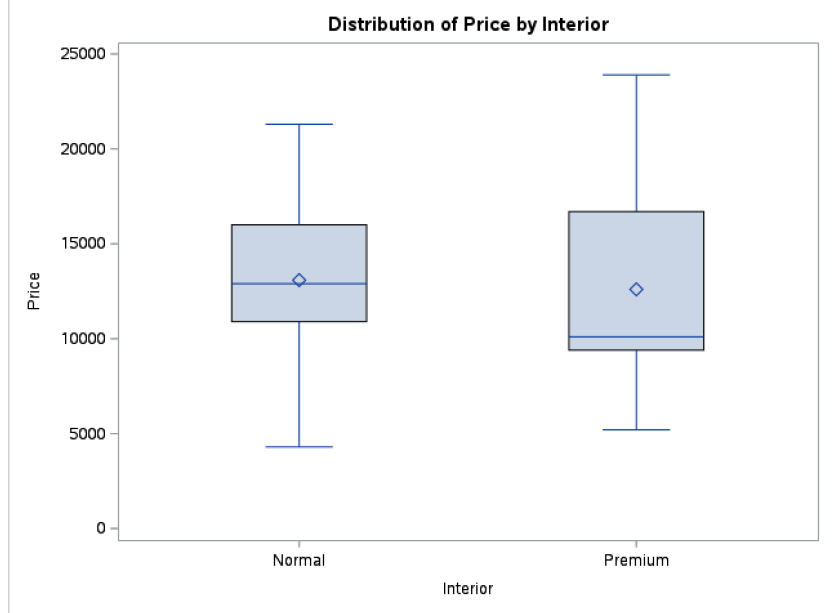 Distribution of Price by Interior
25000
20000
15000
10000
5000
0
Price
Normal
Premium
Interior